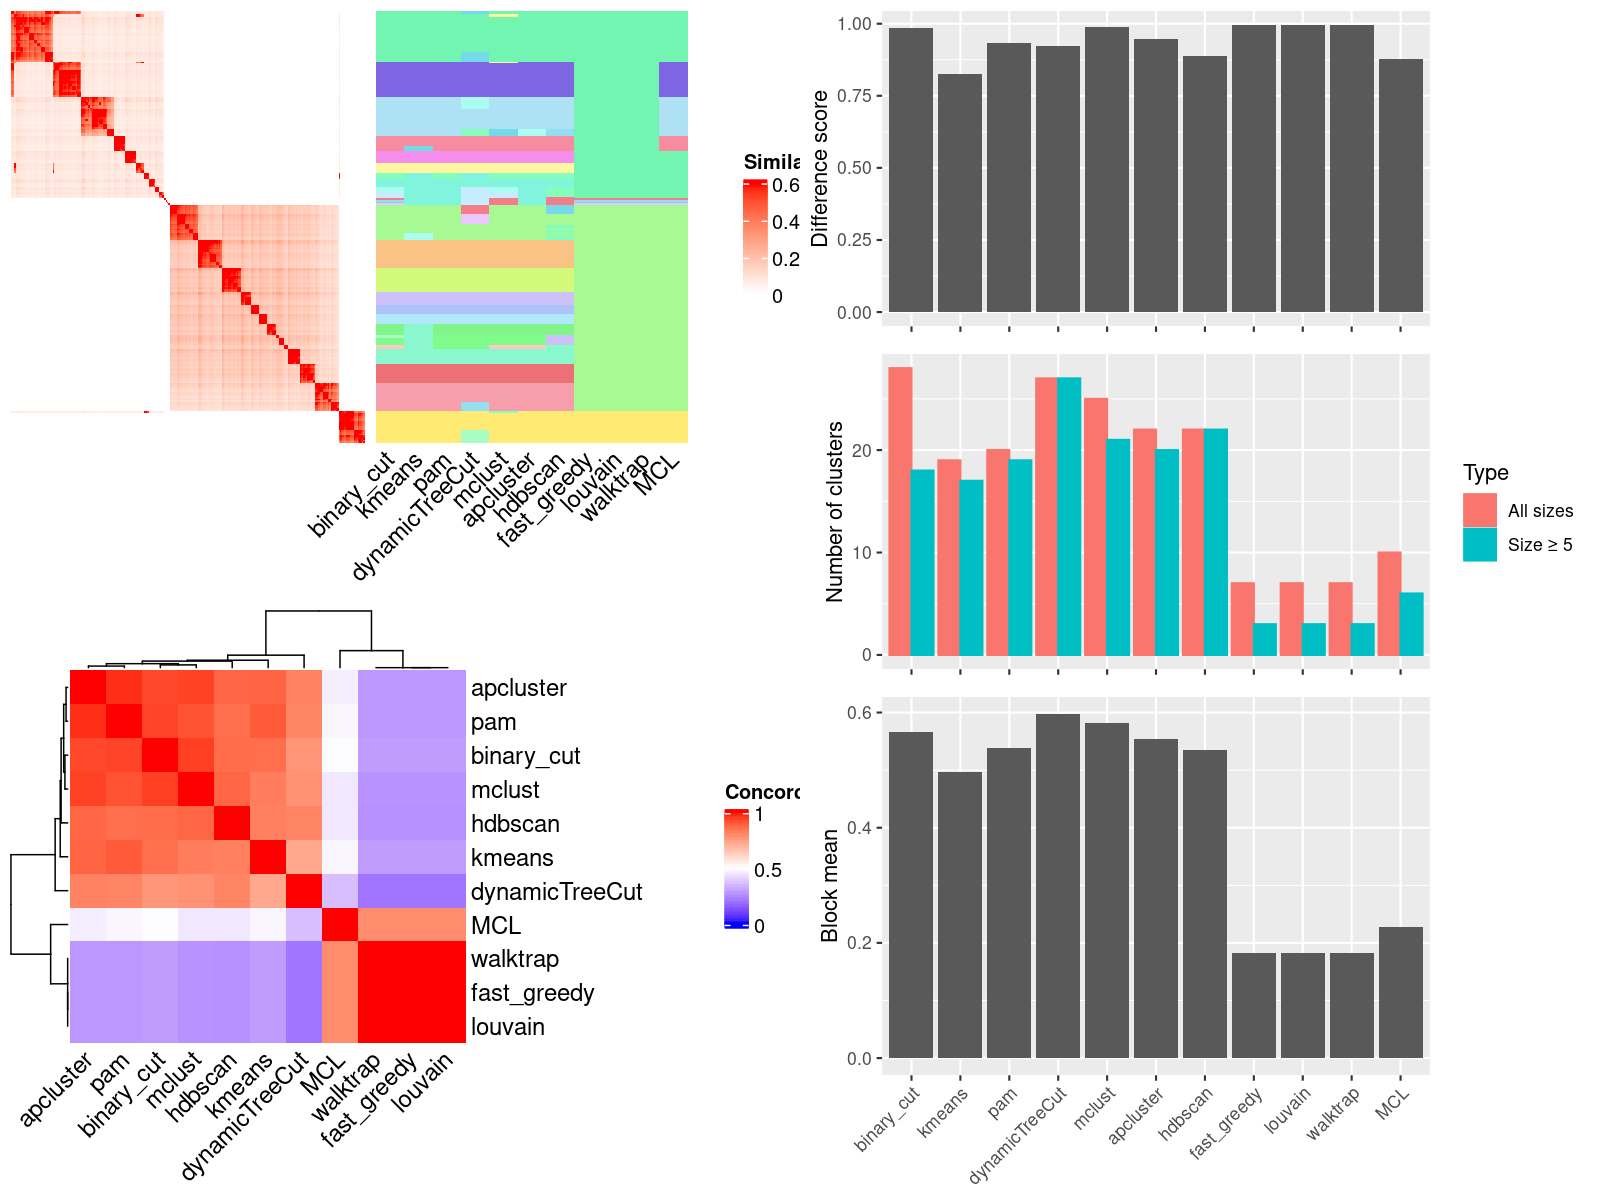 Simila
0.6
0.4
0.2
0
binary_cut
kmeans
pam
dynamicTreeCut
mclust
apcluster
hdbscan
fast_greedy
louvain
walktrap
MCL
Difference score
1.00
0.75
0.50
0.25
0.00
Number of clusters
20
10
0
Type
All sizes
Size ≥ 5
apcluster
pam
binary_cut
mclust
hdbscan
kmeans
dynamicTreeCut
MCL
walktrap
fast_greedy
louvain
apcluster
pam
binary_cut
mclust
hdbscan
kmeans
dynamicTreeCut
MCL
walktrap
fast_greedy
louvain
Concord
1
0.5
0
Block mean
0.6
0.4
0.2
0.0
binary_cut
kmeans
pam
dynamicTreeCut
mclust
apcluster
hdbscan
fast_greedy
louvain
walktrap
MCL